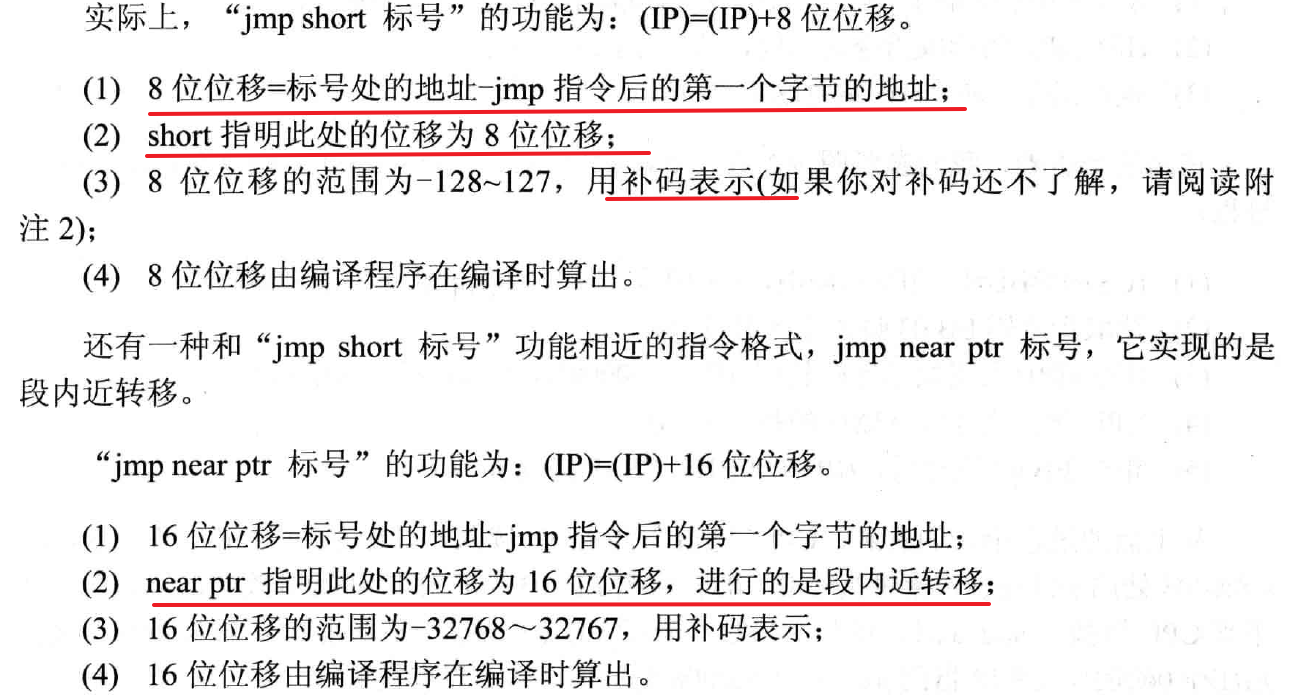 实际上，“jmp short 标号”的功能为：(IP)=(IP)+8 位位移。
(1) 8 位位移=标号处的地址-jmp 指令后的第一个字节的地址；
(2) short 指明此处的位移为 8 位位移；
(3) 8 位位移的范围为-128~127，用补码表示(如果你对补码还不了解，请阅读附
注 2)；
(4) 8 位位移由编译程序在编译时算出。
还有一种和“jmp short 标号”功能相近的指令格式，jmp near ptr 标号，它实现的是
段内近转移。
“jmp near ptr 标号”的功能为：(IP)=(IP)+16 位位移。
(1) 16 位位移=标号处的地址-jmp 指令后的第一个字节的地址；
(2) near ptr 指明此处的位移为 16 位位移，进行的是段内近转移；
(3) 16 位位移的范围为-32768～32767，用补码表示；
(4) 16 位位移由编译程序在编译时算出。